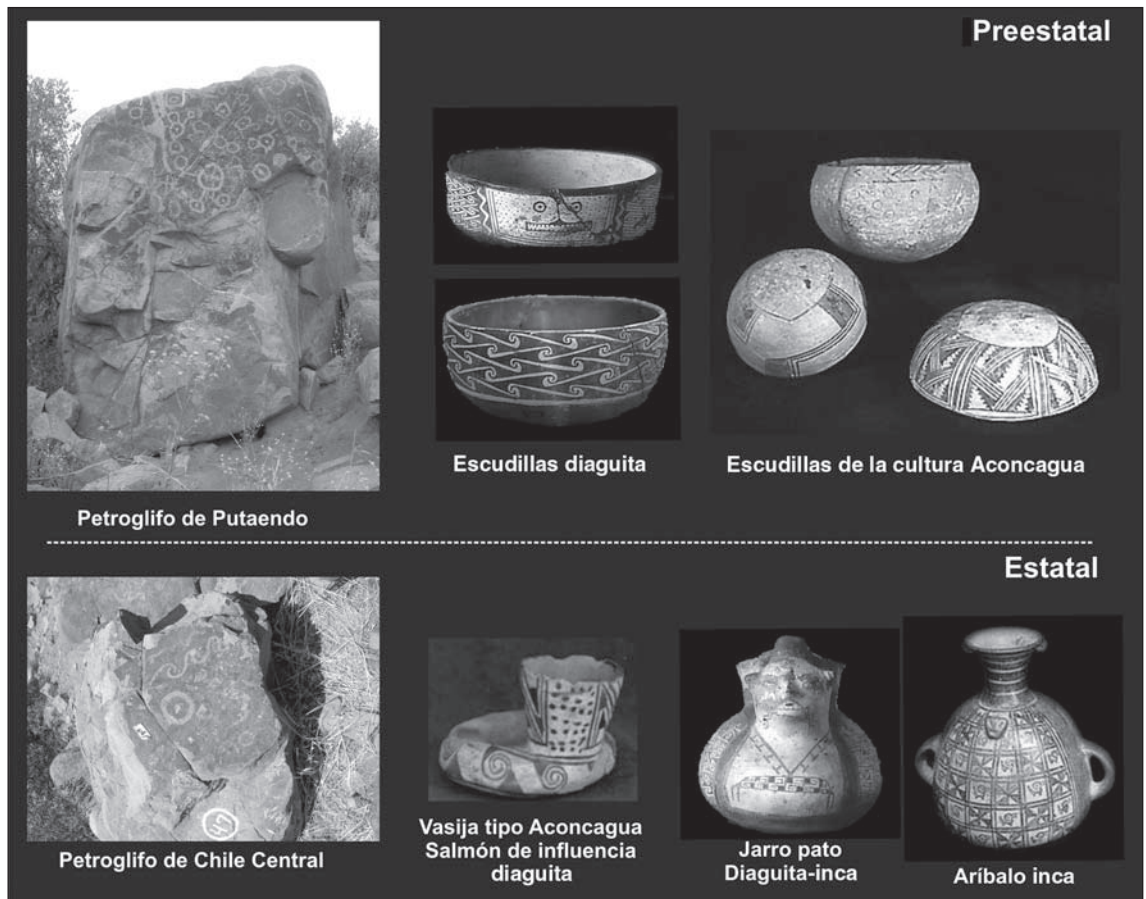 Preestatal
Escudillas diaguita
Escudillas de la cultura Aconcagua
Petroglifo de Putaendo
Estatal
Petroglifo de Chile Central
Vasija tipo Aconcagua
Salmón de influencia
diaguita
Jarro pato
Diaguita-inca
Aríbalo inca